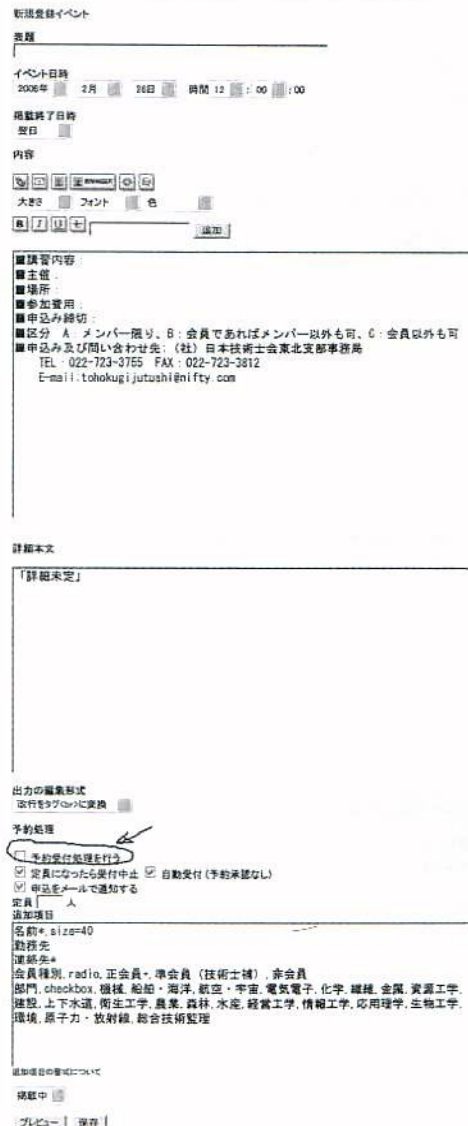 新規登録イベント
表題
イベント日時
2006年 2月 26日 時間 12 : 00 : 00
掲載終了日時
翌日
内容
大きさ フォント 色
B I U 追加
■講習内容:
■主催:
■場所:
■参加費用:
■申込み締切:
■区分 A:メンバー限り、B:会員であればメンバー以外も可、C:会員以外も可
■申込み及び問い合わせ先:(社)日本技術士会東北支部事務局
TEL:022-723-3755 FAX:022-723-3812
E-mail:tohokugijutushi@nifty.com
詳細本文
「詳細未定」
出力の編集形式
改行をタグ<br>に変換
予約処理
予約受付処理を行う
定員になったら受付中止 自動受付(予約承認なし)
申込をメールで通知する
定員 人
追加項目
名前*,size=40
勤務先
連絡先*
会員種別,radio,正会員*,準会員(技術士補),非会員
部門,checkbox,機械,船舶・海洋,航空・宇宙,電気電子,化学,繊維,金属,資源工学,
建設,上下水道,衛生工学,農業,森林,水産,経営工学,情報工学,応用理学,生物工学,
環境,原子力・放射線,総合技術監理
追加項目の書式について
掲載中
プレビュー 保存